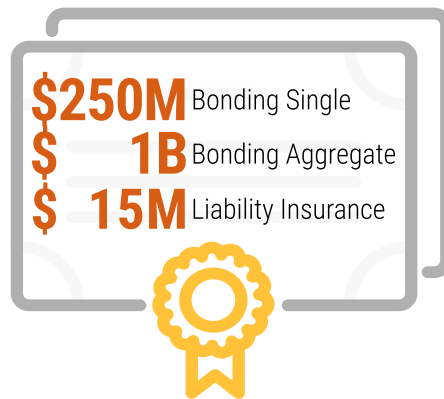 $250M Bonding Single
$ 1B Bonding Aggregate
$ 15M Liability Insurance